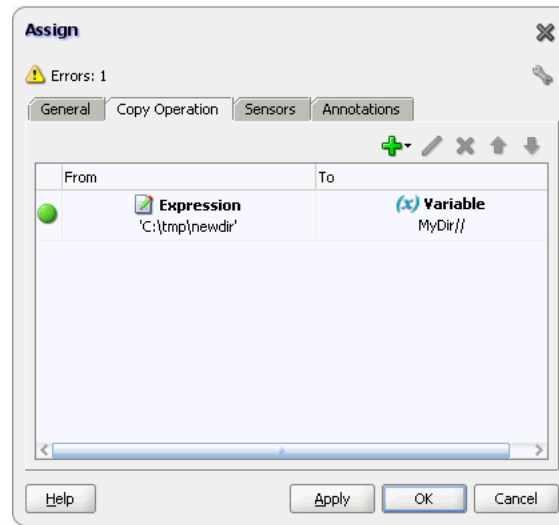 Assign
Errors: 1
General Copy Operation Sensors Annotations
From To
Expression (x) Variable
'C:\tmp\newdir' MyDir//
Help Apply OK Cancel